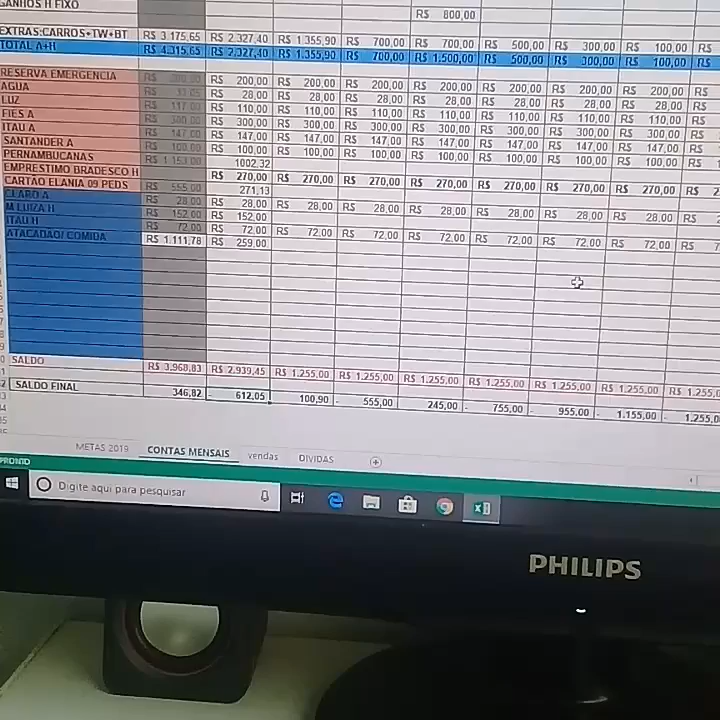 GANHOS H FIXO
R$ 800,00
EXTRAS:CARROS+TW+BT R$ 3.175,65 R$ 2.327,40 R$ 1.355,90 R$ 700,00 R$ 700,00 R$ 500,00 R$ 300,00 R$ 100,00 R$
TOTAL A+H R$ 4.315,65 R$ 2.327,40 R$ 1.355,90 R$ 700,00 R$ 1.500,00 R$ 500,00 R$ 300,00 R$ 100,00 R$
RESERVA EMERGENCIA R$ 200,00 R$ 200,00 R$ 200,00 R$ 200,00 R$ 200,00 R$ 200,00 R$ 200,00 R$
AGUA R$ 28,00 R$ 28,00 R$ 28,00 R$ 28,00 R$ 28,00 R$ 28,00 R$ 28,00 R$
LUZ R$ 110,00 R$ 110,00 R$ 110,00 R$ 110,00 R$ 110,00 R$ 110,00 R$ 110,00 R$
FIES A R$ 300,00 R$ 300,00 R$ 300,00 R$ 300,00 R$ 300,00 R$ 300,00 R$ 300,00 R$ 300,00 R$
ITAU A R$ 147,00 R$ 147,00 R$ 147,00 R$ 147,00 R$ 147,00 R$ 147,00 R$ 147,00 R$ 147,00 R$
SANTANDER A R$ 100,00 R$ 100,00 R$ 100,00 R$ 100,00 R$ 100,00 R$ 100,00 R$ 100,00 R$ 100,00 R$
PERNAMBUCANAS R$ 1.153,00 1002,32
EMPRESTIMO BRADESCO H R$ 270,00 R$ 270,00 R$ 270,00 R$ 270,00 R$ 270,00 R$ 270,00 R$ 270,00 R$
CARTÃO ELANIA 09 PEDS R$ 555,00 271,13
CLARO A R$ 28,00 R$ 28,00 R$ 28,00 R$ 28,00 R$ 28,00 R$ 28,00 R$ 28,00 R$ 28,00
M LUIZA H R$ 152,00 R$ 152,00
ITAU H R$ 72,00 R$ 72,00 R$ 72,00 R$ 72,00 R$ 72,00 R$ 72,00 R$ 72,00 R$ 72,00 R$
ATACADAO/ COMIDA R$ 1.111,78 R$ 259,00
SALDO R$ 3.968,83 R$ 2.939,45 R$ 1.255,00 R$ 1.255,00 R$ 1.255,00 R$ 1.255,00 R$ 1.255,00 R$ 1.255,00 R$ 1.255,0
SALDO FINAL 346,82 - 612,05 100,90 - 555,00 245,00 - 755,00 - 955,00 - 1.155,00 - 1.255,0
METAS 2019 CONTAS MENSAIS vendas DIVIDAS
PRONTO
Digite aqui para pesquisar
PHILIPS